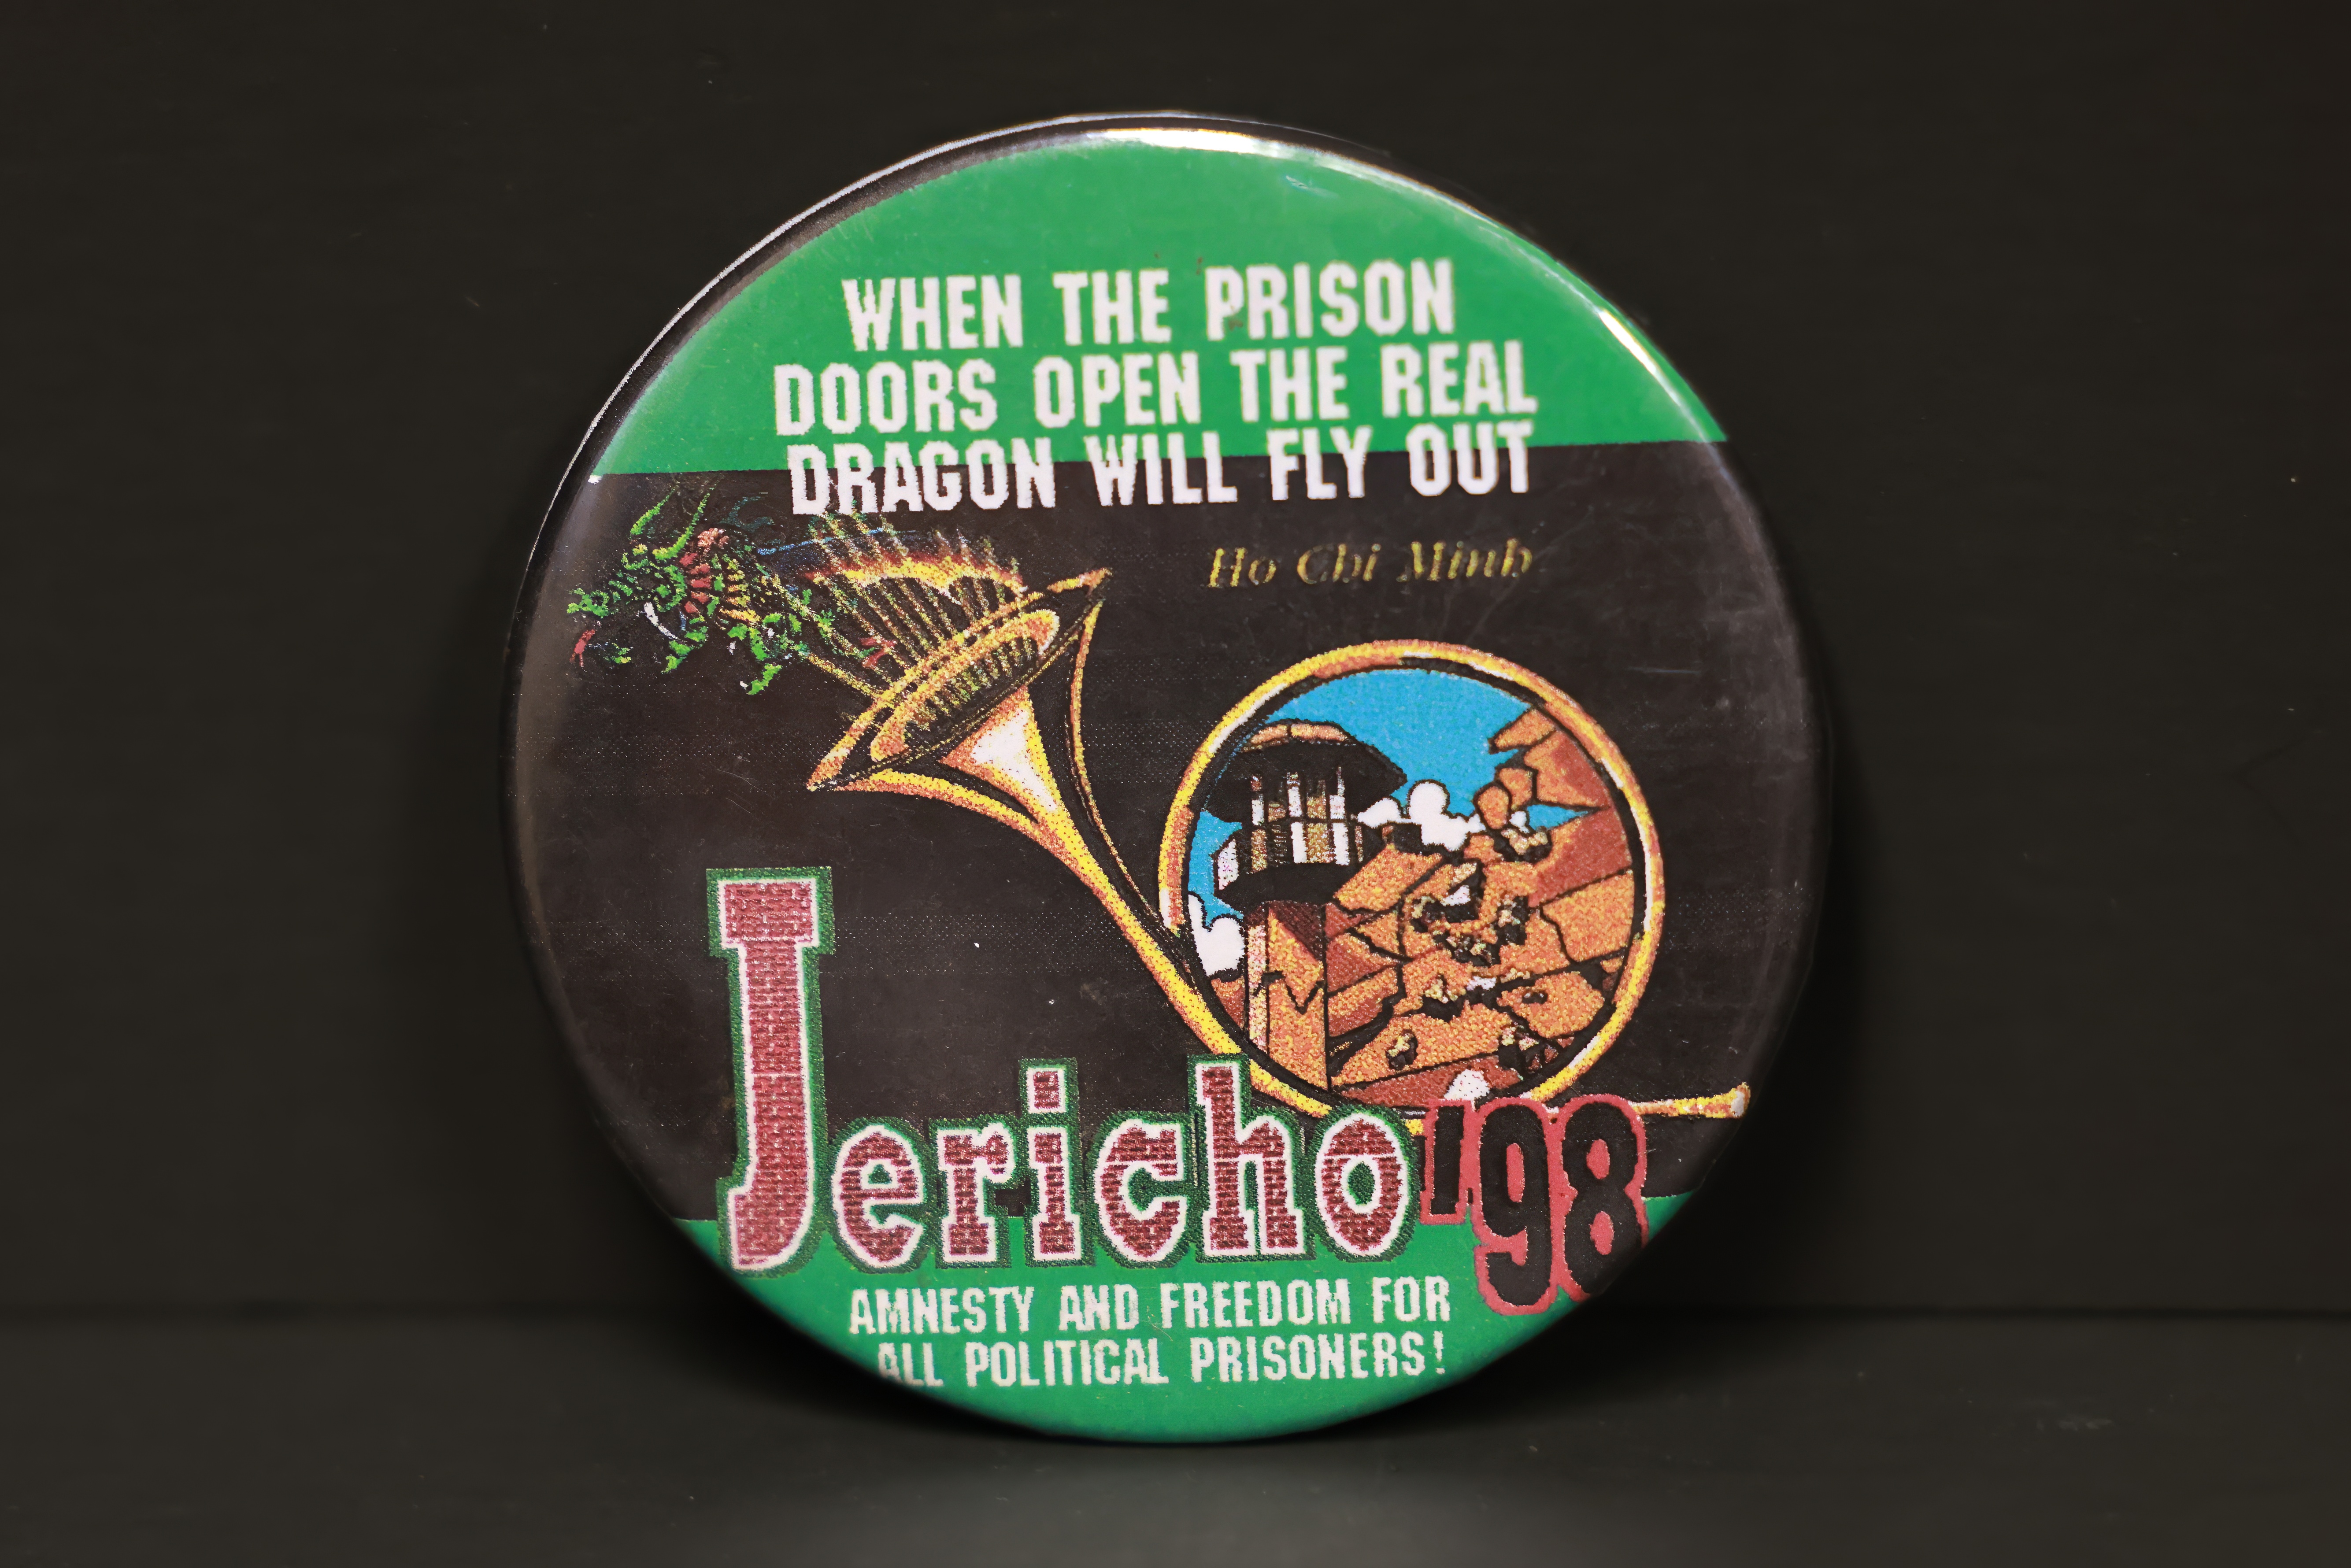 WHEN THE PRISON
DOORS OPEN THE REAL
DRAGON WILL FLY OUT
Ho Chi Minh
Jericho '98
AMNESTY AND FREEDOM FOR
ALL POLITICAL PRISONERS!